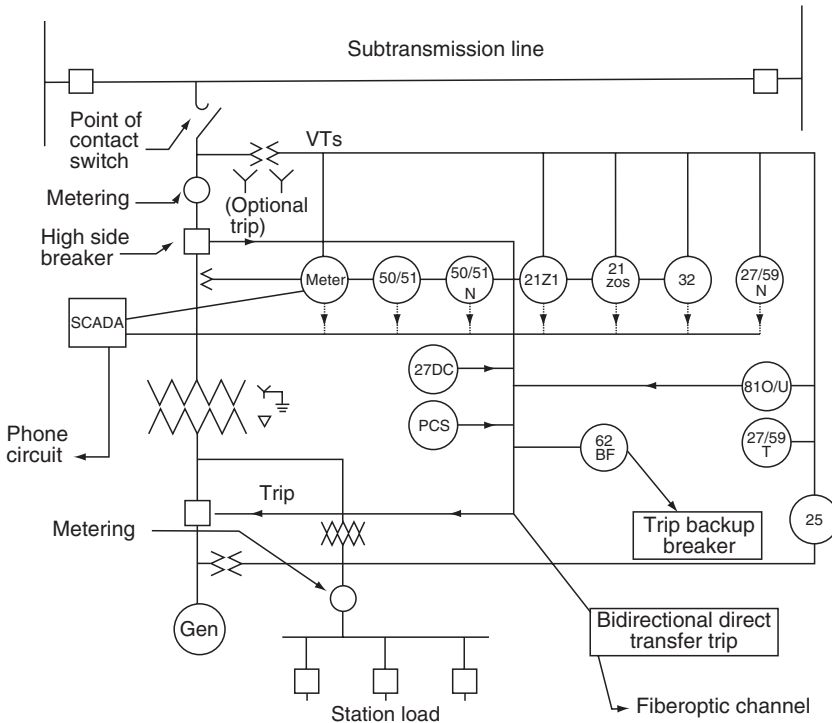 Subtransmission line
Point of
contact
switch
VTs
Metering
(Optional
trip)
High side
breaker
Meter
50/51
50/51
N
21Z1
21
zos
32
27/59
N
SCADA
27DC
81O/U
PCS
Phone
circuit
62
BF
27/59
T
Trip
Metering
Trip backup
breaker
25
Gen
Bidirectional direct
transfer trip
Station load
Fiberoptic channel